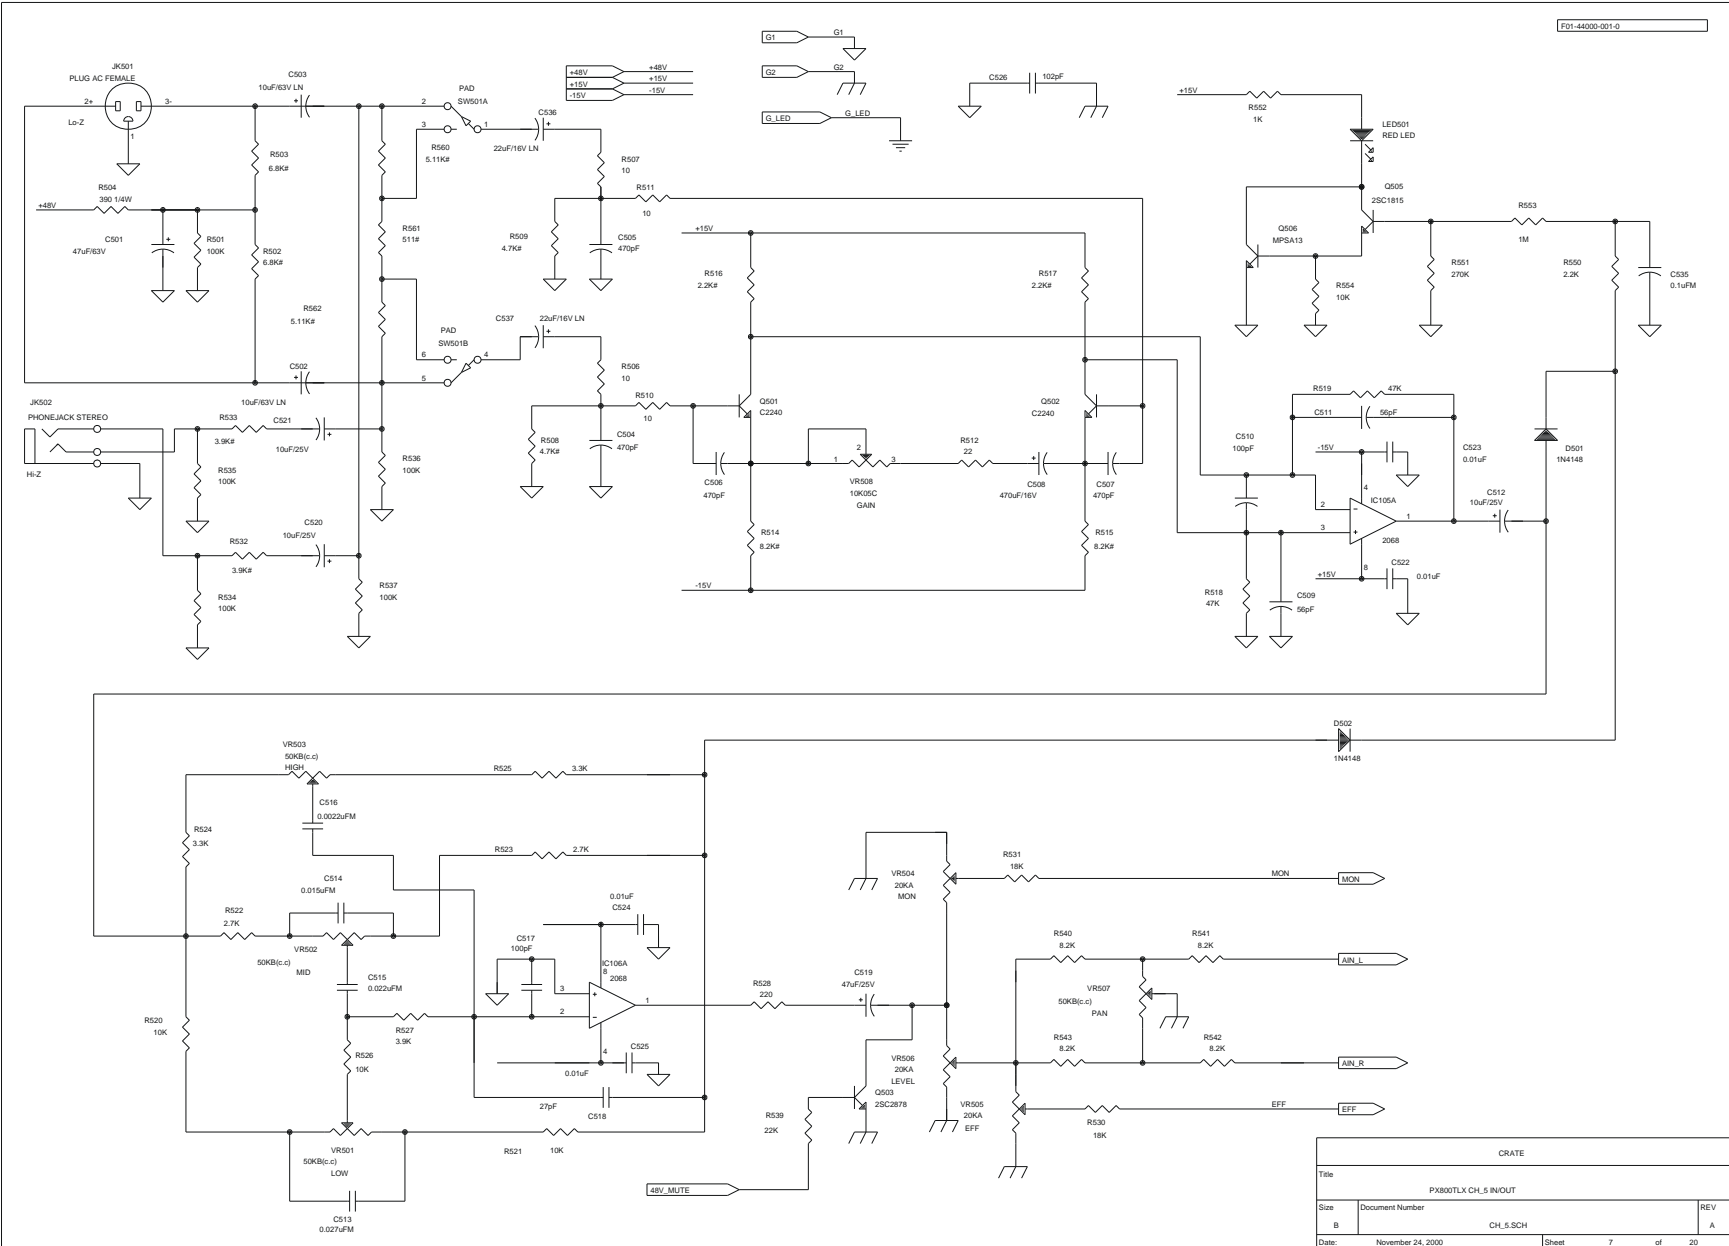 F01-44000-001-0
JK501
PLUG AC FEMALE
2+
3-
1
Lo-Z
C503
10uF/63V LN
R503
6.8K#
R504
390 1/4W
+48V
C501
47uF/63V
R501
100K
R502
6.8K#
C502
10uF/63V LN
JK502
PHONEJACK STEREO
Hi-Z
R533
3.9K#
C521
10uF/25V
R535
100K
R536
100K
C520
10uF/25V
R532
3.9K#
R534
100K
R537
100K
PAD
SW501A
2
3
1
R560
5.11K#
R561
511#
R562
5.11K#
PAD
SW501B
6
5
4
C536
22uF/16V LN
C537
22uF/16V LN
+48V
+48V
+15V
+15V
-15V
-15V
G1
G1
G2
G2
G_LED
G_LED
C526
102pF
R507
10
R511
10
R509
4.7K#
C505
470pF
R506
10
R510
10
R508
4.7K#
C504
470pF
+15V
R516
2.2K#
R517
2.2K#
Q501
C2240
Q502
C2240
C506
470pF
1
2
3
VR508
10K05C
GAIN
R512
22
C508
470uF/16V
C507
470pF
R514
8.2K#
R515
8.2K#
-15V
+15V
R552
1K
LED501
RED LED
Q505
2SC1815
Q506
MPSA13
R554
10K
R553
1M
R551
270K
R550
2.2K
C535
0.1uFM
R519
47K
C511
56pF
C510
100pF
-15V
4
C523
0.01uF
IC105A
2
3
1
2068
8
+15V
C522
0.01uF
C512
10uF/25V
D501
1N4148
R518
47K
C509
56pF
D502
1N4148
VR503
50KB(c.c)
HIGH
R525
3.3K
C516
0.0022uFM
R524
3.3K
R523
2.7K
C514
0.015uFM
R522
2.7K
VR502
50KB(c.c)
MID
C515
0.022uFM
R520
10K
R527
3.9K
R526
10K
VR501
50KB(c.c)
LOW
C513
0.027uFM
R521
10K
27pF
C518
0.01uF
C524
C517
100pF
IC106A
8
2068
3
2
1
4
C525
0.01uF
R528
220
C519
47uF/25V
Q503
2SC2878
R539
22K
48V_MUTE
VR504
20KA
MON
R531
18K
MON
MON
VR506
20KA
LEVEL
VR505
20KA
EFF
R540
8.2K
R541
8.2K
AIN_L
VR507
50KB(c.c)
PAN
R543
8.2K
R542
8.2K
AIN_R
R530
18K
EFF
EFF
CRATE
Title
PX800TLX CH_5 IN/OUT
Size
Document Number
REV
B
CH_5.SCH
A
Date:
November 24, 2000
Sheet
7
of
20